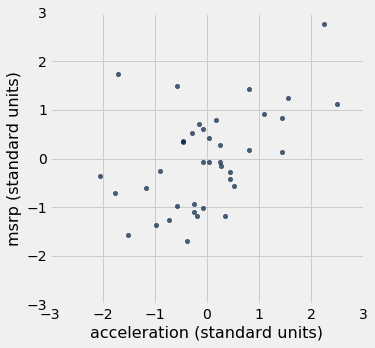 3
2
1
0
−1
−2
−3
msrp (standard units)
−3 −2 −1 0 1 2 3
acceleration (standard units)